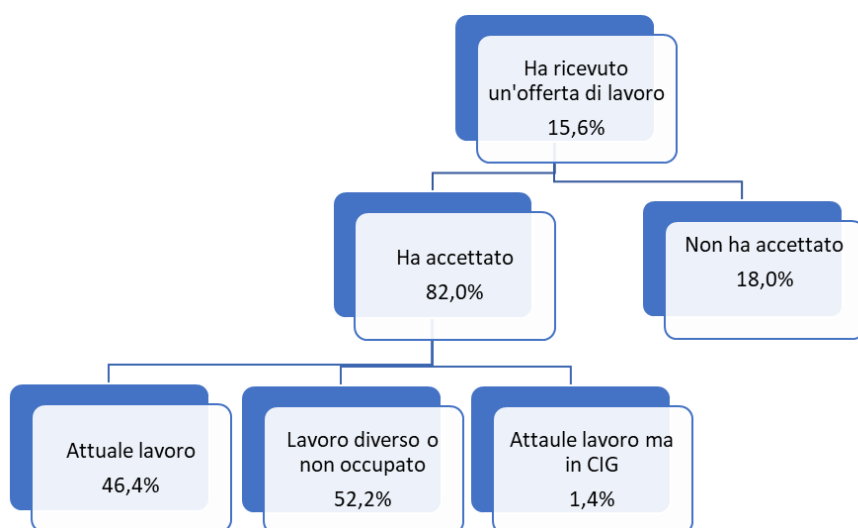 Ha ricevuto
un'offerta di lavoro
15,6%
Ha accettato
82,0%
Non ha accettato
18,0%
Attuale lavoro
46,4%
Lavoro diverso o
non occupato
52,2%
Attaule lavoro ma
in CIG
1,4%